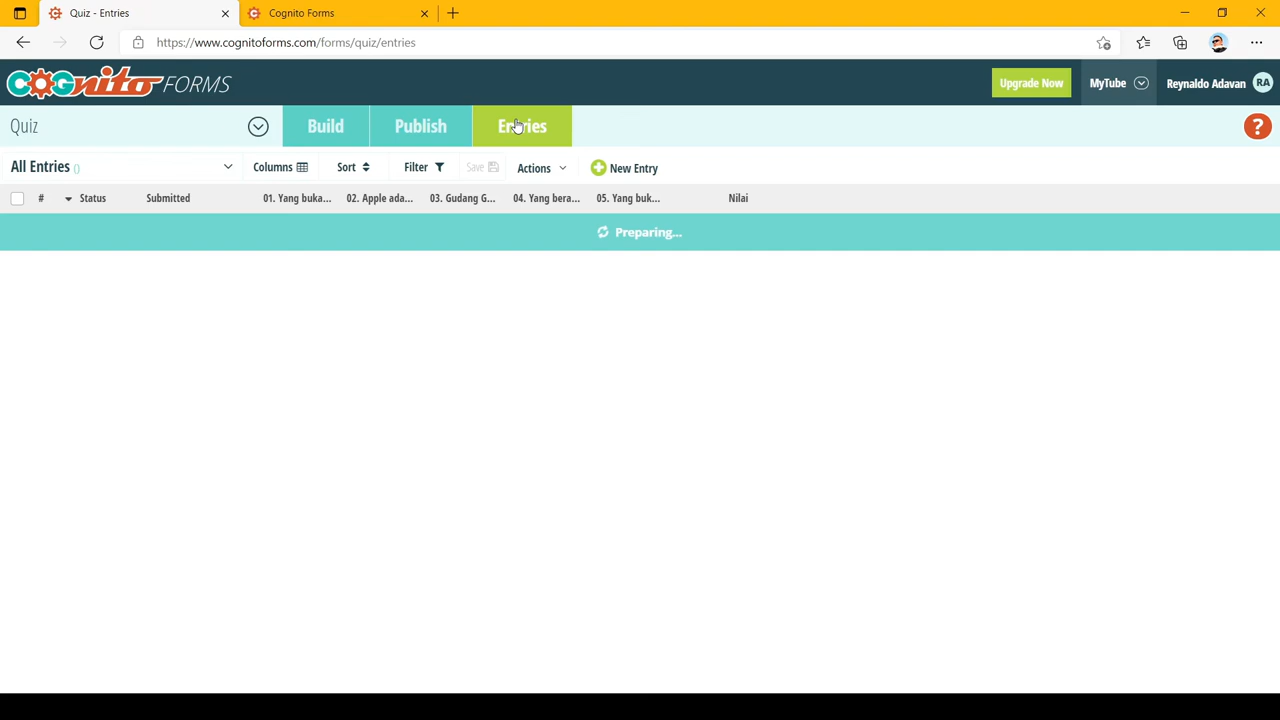 Quiz - Entries
Cognito Forms
https://www.cognitoforms.com/forms/quiz/entries
COGnito FORMS
Upgrade Now
MyTube
Reynaldo Adavan
RA
Quiz
Build
Publish
Entries
?
All Entries ()
Columns
Sort
Filter
Save
Actions
New Entry
#
Status
Submitted
01. Yang buka...
02. Apple ada...
03. Gudang G...
04. Yang bera...
05. Yang buk...
Nilai
Preparing...